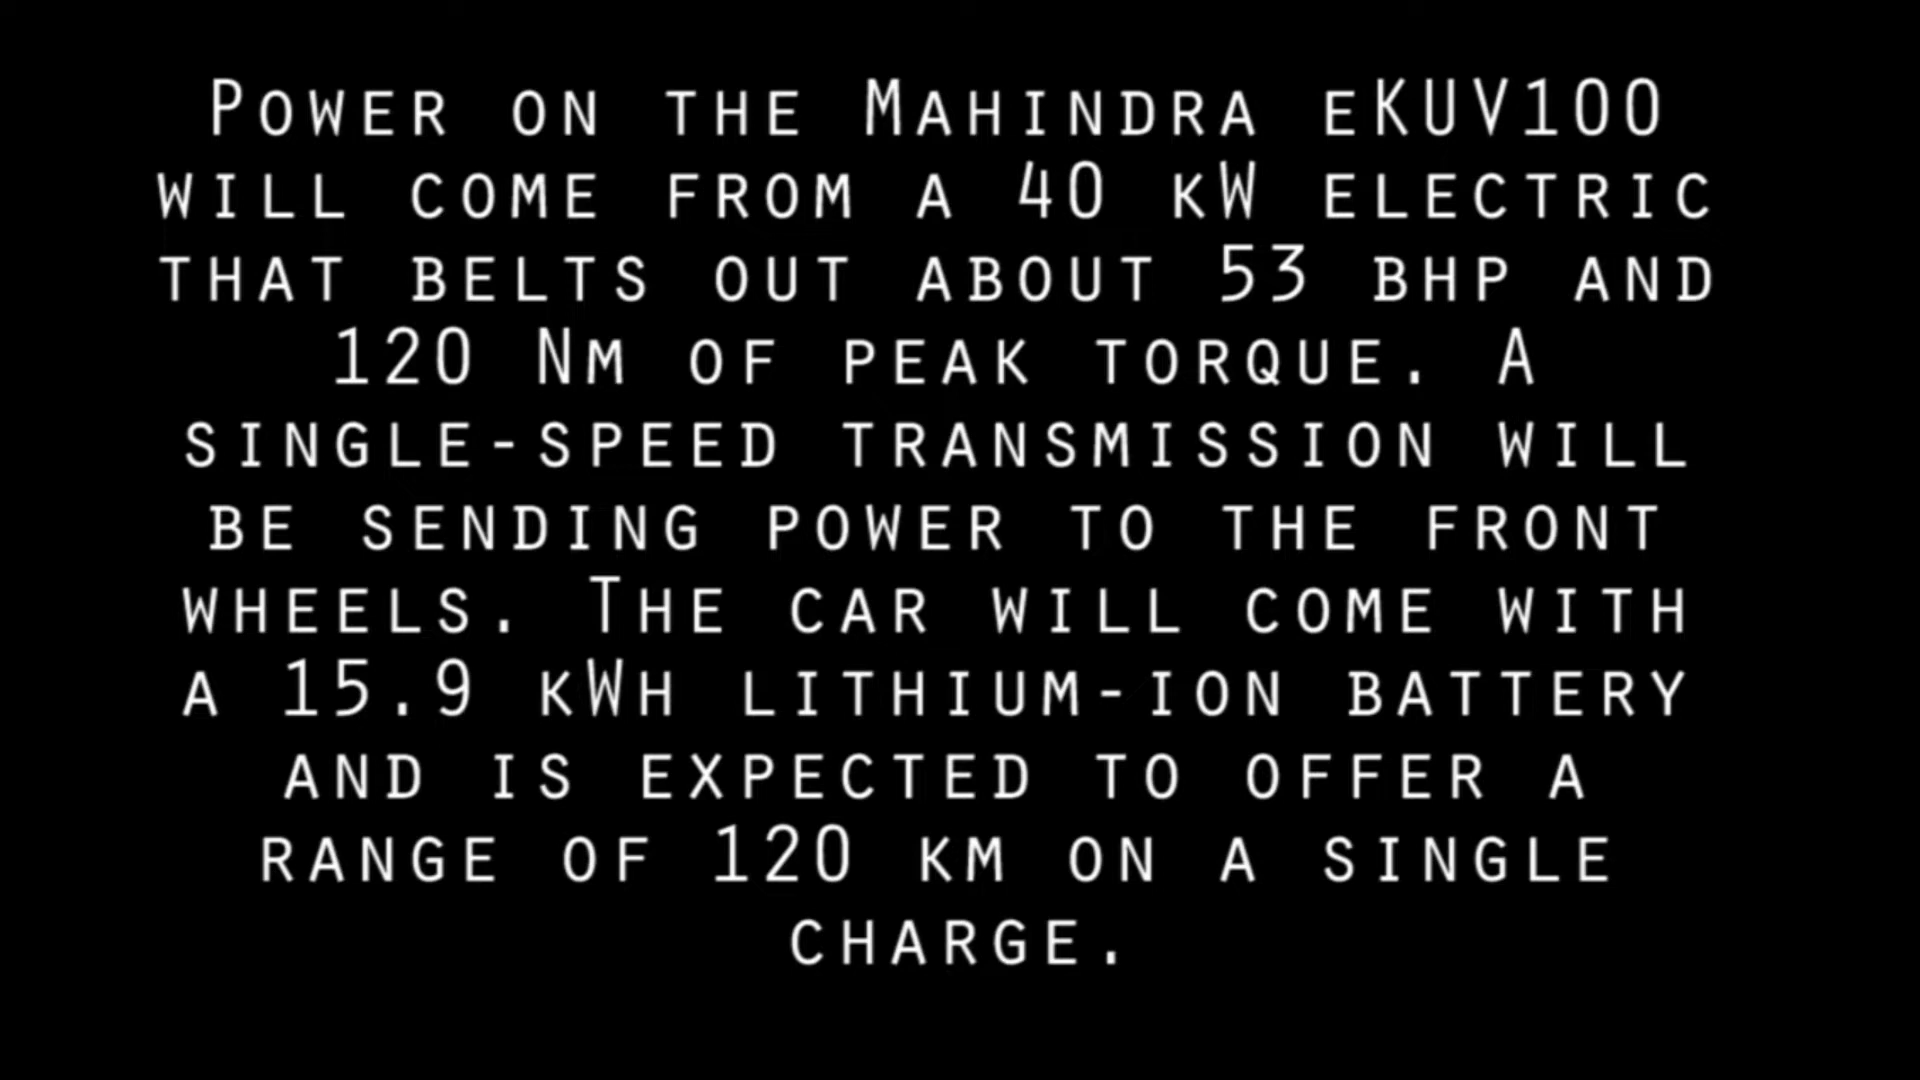 Power on the Mahindra eKUV100
will come from a 40 kW electric
that belts out about 53 bhp and
120 Nm of peak torque. A
single-speed transmission will
be sending power to the front
wheels. The car will come with
a 15.9 kWh lithium-ion battery
and is expected to offer a
range of 120 km on a single
charge.